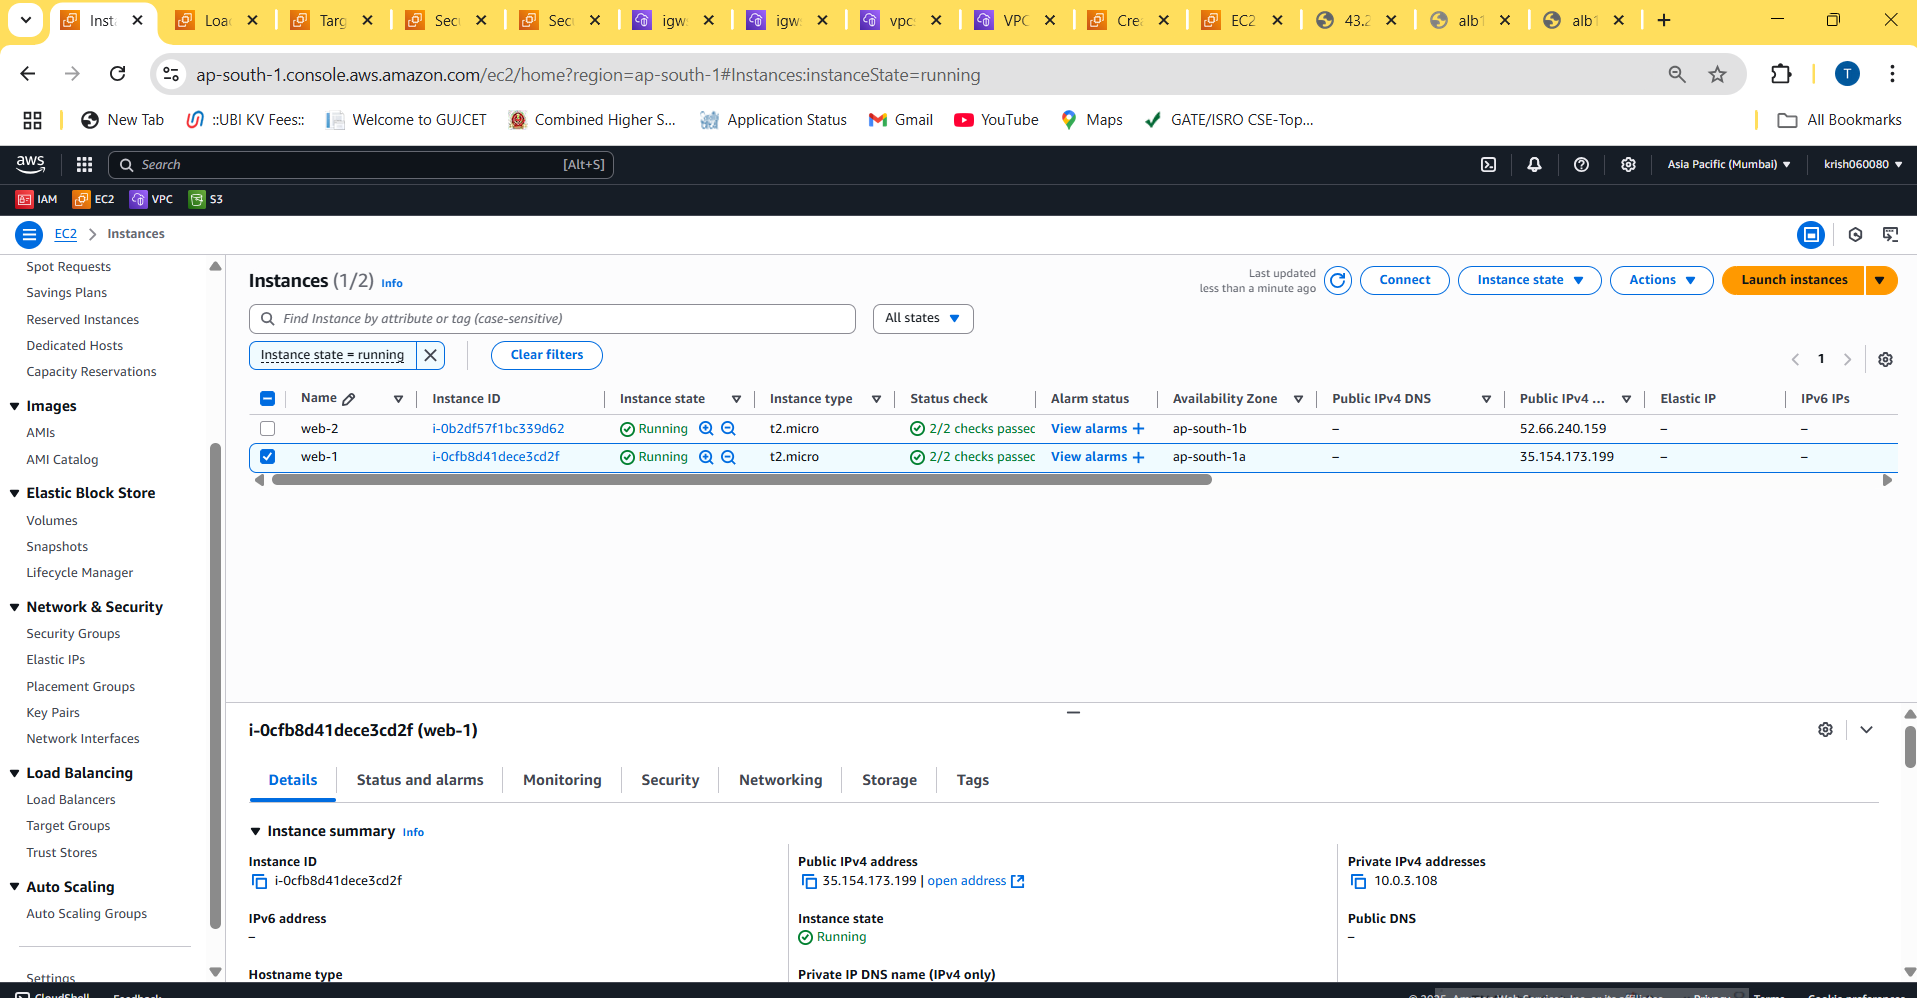 Inst
Loa
Targ
Sec
Sec
igw
igw
vpc
VPC
Cre
EC2
43.2
alb1
alb1
ap-south-1.console.aws.amazon.com/ec2/home?region=ap-south-1#Instances:instanceState=running
T
New Tab
::UBI KV Fees::
Welcome to GUJCET
Combined Higher S...
Application Status
Gmail
YouTube
Maps
GATE/ISRO CSE-Top...
All Bookmarks
aws
Search
[Alt+S]
Asia Pacific (Mumbai)
krish060080
IAM
EC2
VPC
S3
EC2
Instances
Spot Requests
Savings Plans
Reserved Instances
Dedicated Hosts
Capacity Reservations
Images
AMIs
AMI Catalog
Elastic Block Store
Volumes
Snapshots
Lifecycle Manager
Network & Security
Security Groups
Elastic IPs
Placement Groups
Key Pairs
Network Interfaces
Load Balancing
Load Balancers
Target Groups
Trust Stores
Auto Scaling
Auto Scaling Groups
Settings
Instances (1/2) Info
Last updated
less than a minute ago
Connect
Instance state
Actions
Launch instances
Find Instance by attribute or tag (case-sensitive)
All states
Instance state = running
Clear filters
1
Name Instance ID Instance state Instance type Status check Alarm status Availability Zone Public IPv4 DNS Public IPv4 ... Elastic IP IPv6 IPs
web-2 i-0b2df57f1bc339d62 Running t2.micro 2/2 checks passec View alarms + ap-south-1b – 52.66.240.159 – –
web-1 i-0cfb8d41dece3cd2f Running t2.micro 2/2 checks passec View alarms + ap-south-1a – 35.154.173.199 – –
i-0cfb8d41dece3cd2f (web-1)
Details
Status and alarms
Monitoring
Security
Networking
Storage
Tags
Instance summary Info
Instance ID
i-0cfb8d41dece3cd2f
IPv6 address
–
Hostname type
Public IPv4 address
35.154.173.199 | open address
Instance state
Running
Private IP DNS name (IPv4 only)
Private IPv4 addresses
10.0.3.108
Public DNS
–
CloudShell
Feedback
Privacy
Terms
Cookie preferences